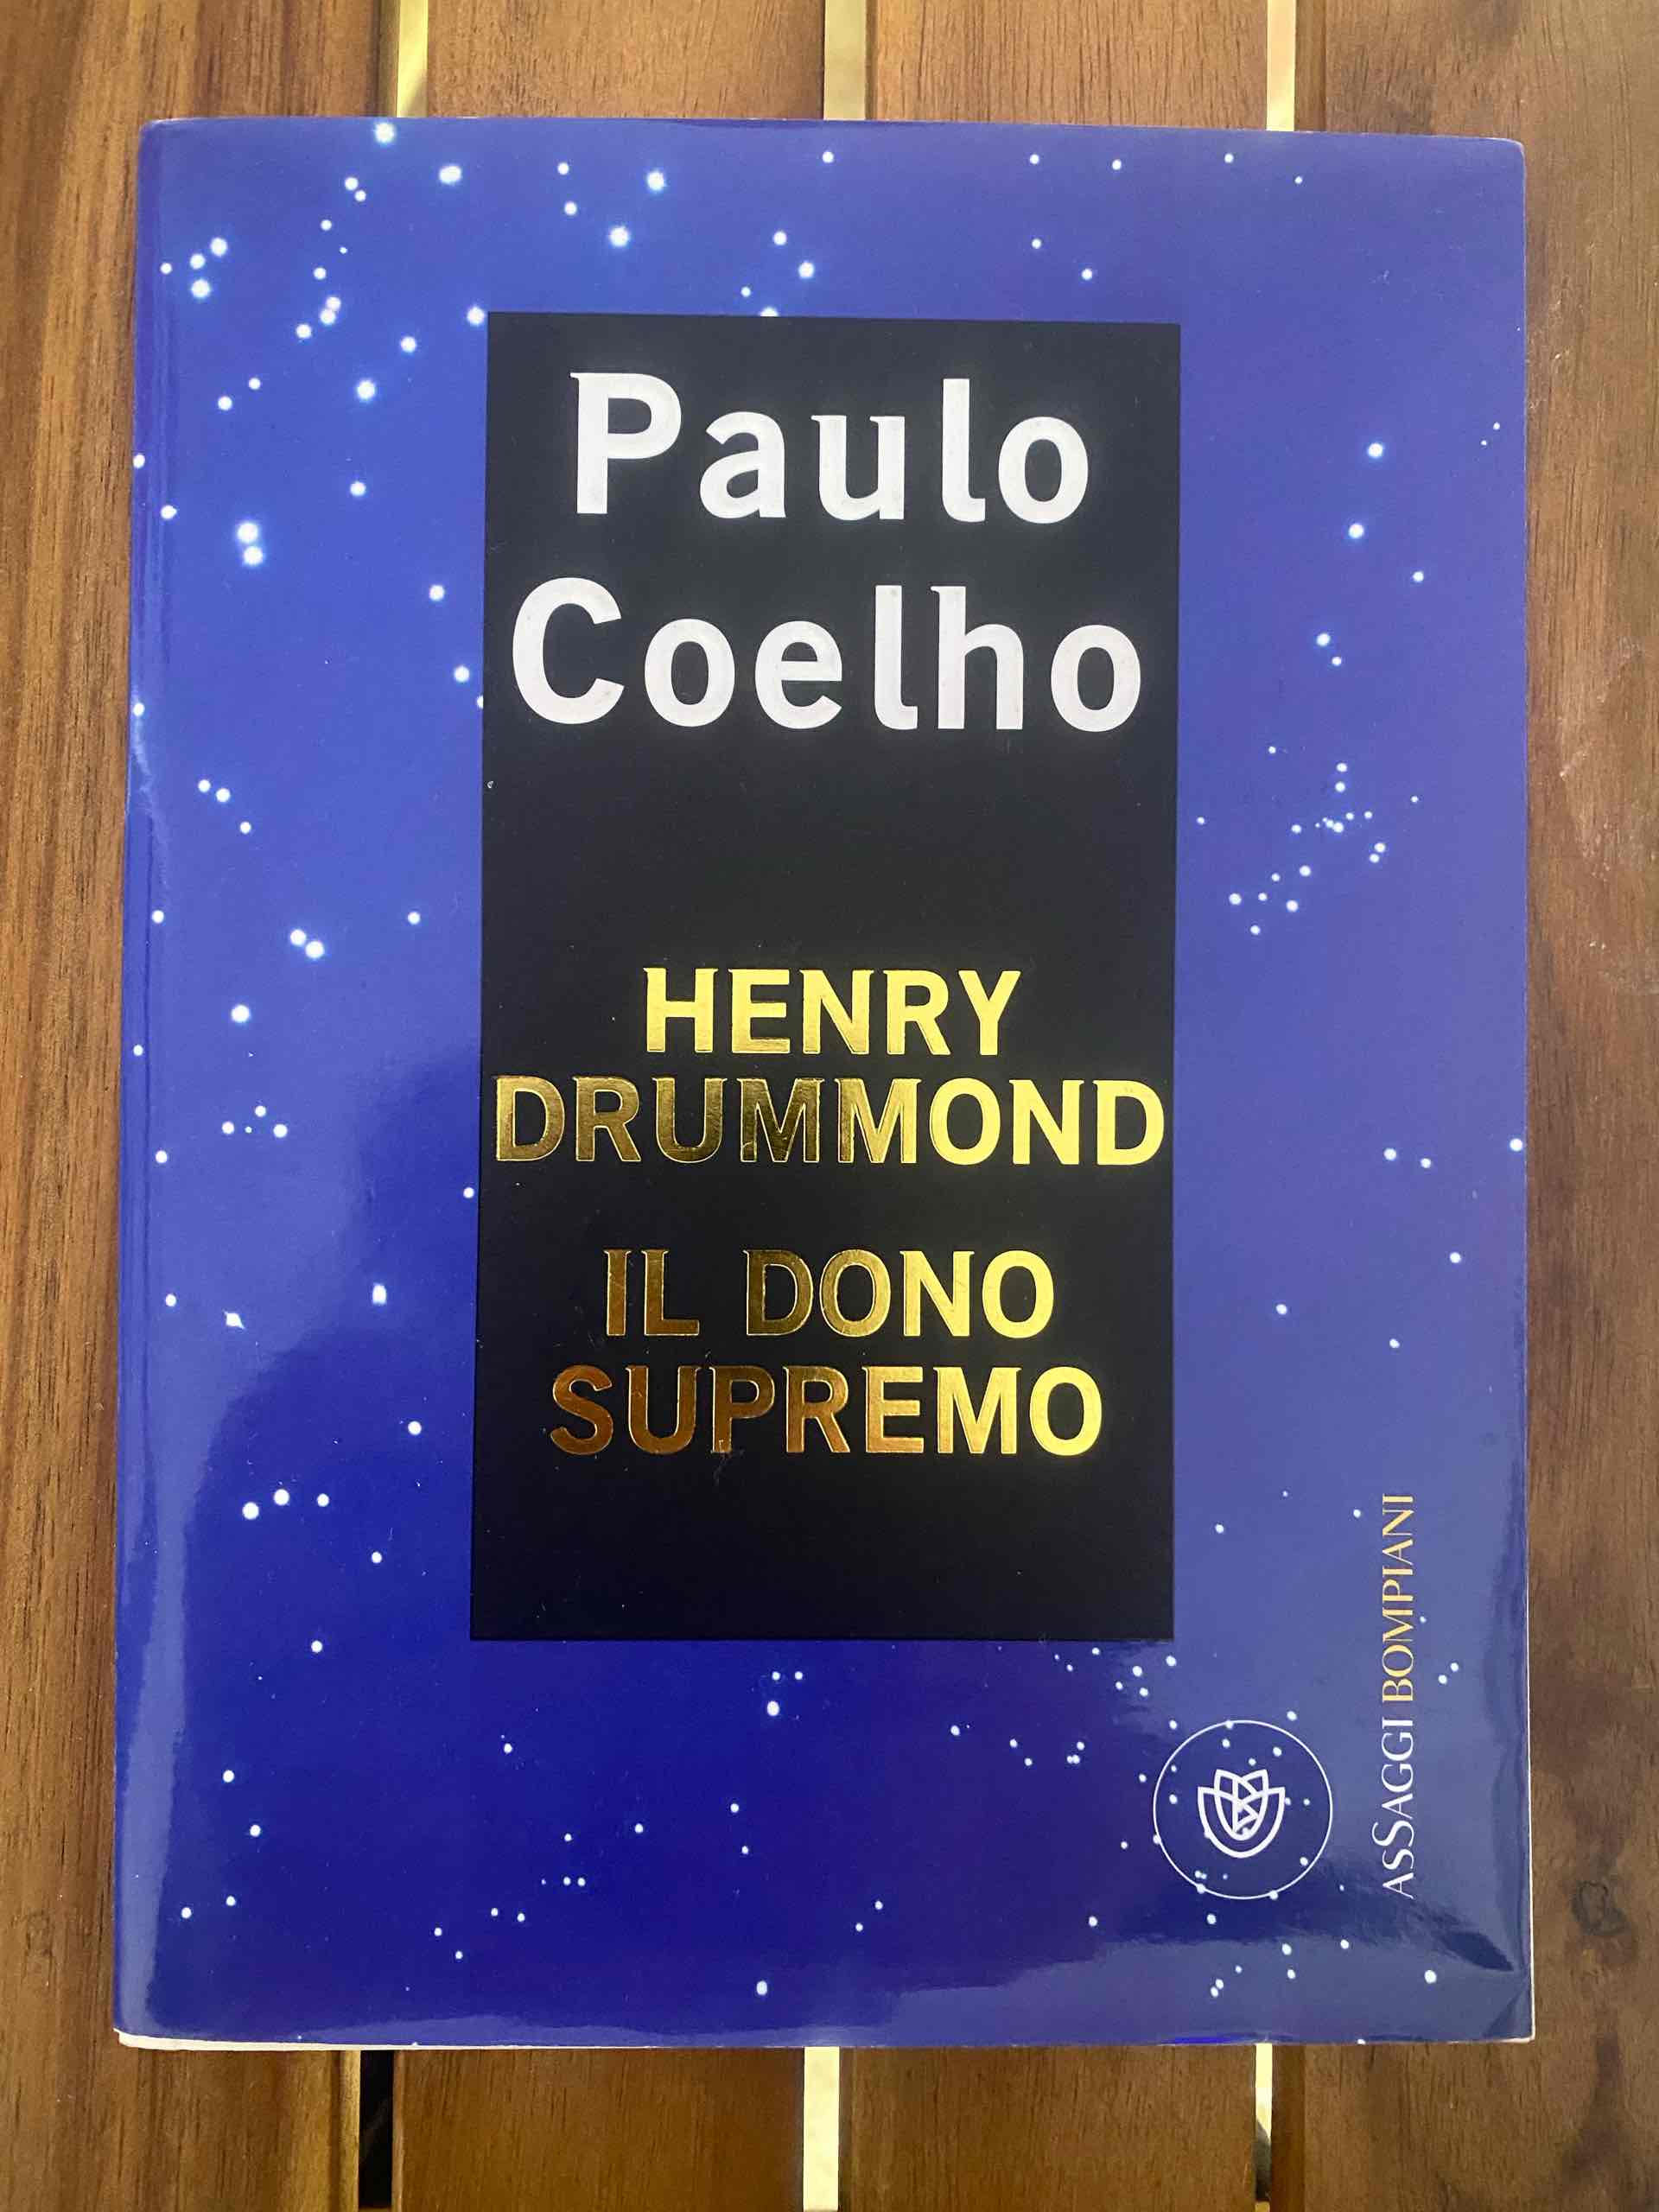 Paulo
Coelho
HENRY
DRUMMOND
IL DONO
SUPREMO
ASSAGGI BOMPIANI